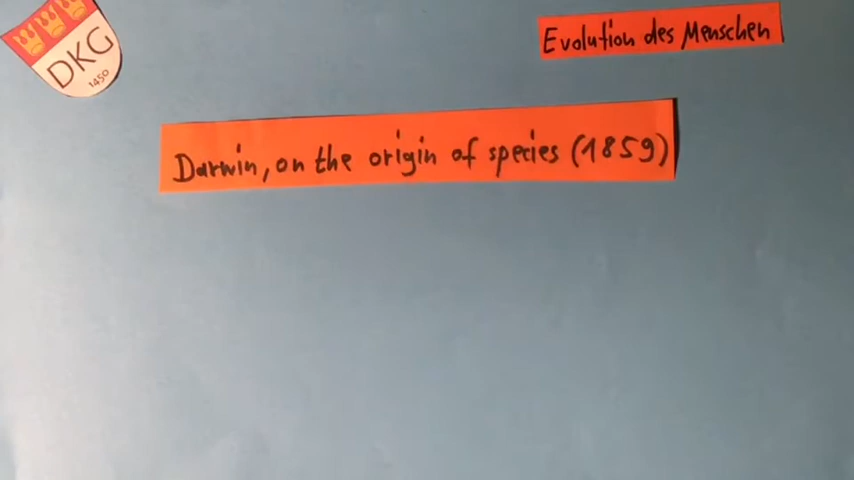 DKG
1450
Evolution des Menschen
Darwin, on the origin of species (1859)